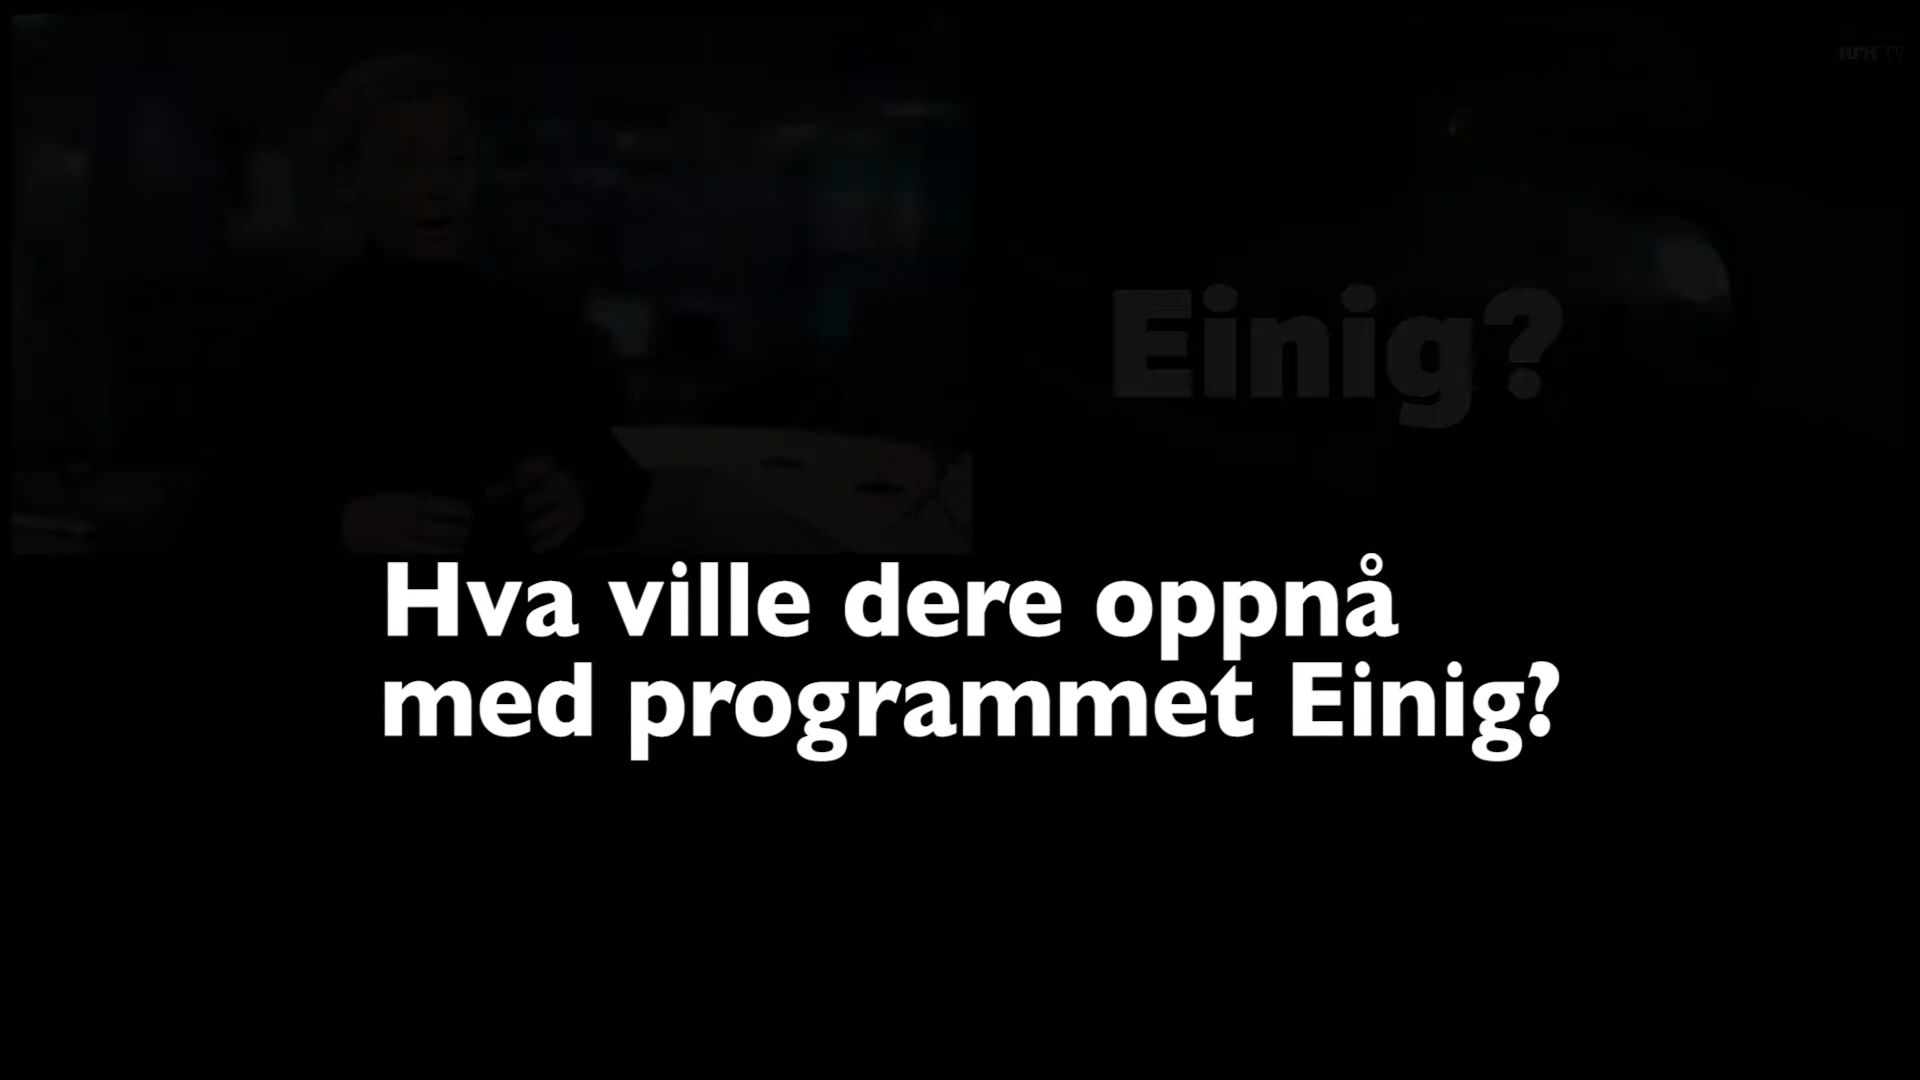 Einig?
Hva ville dere oppnå
med programmet Einig?